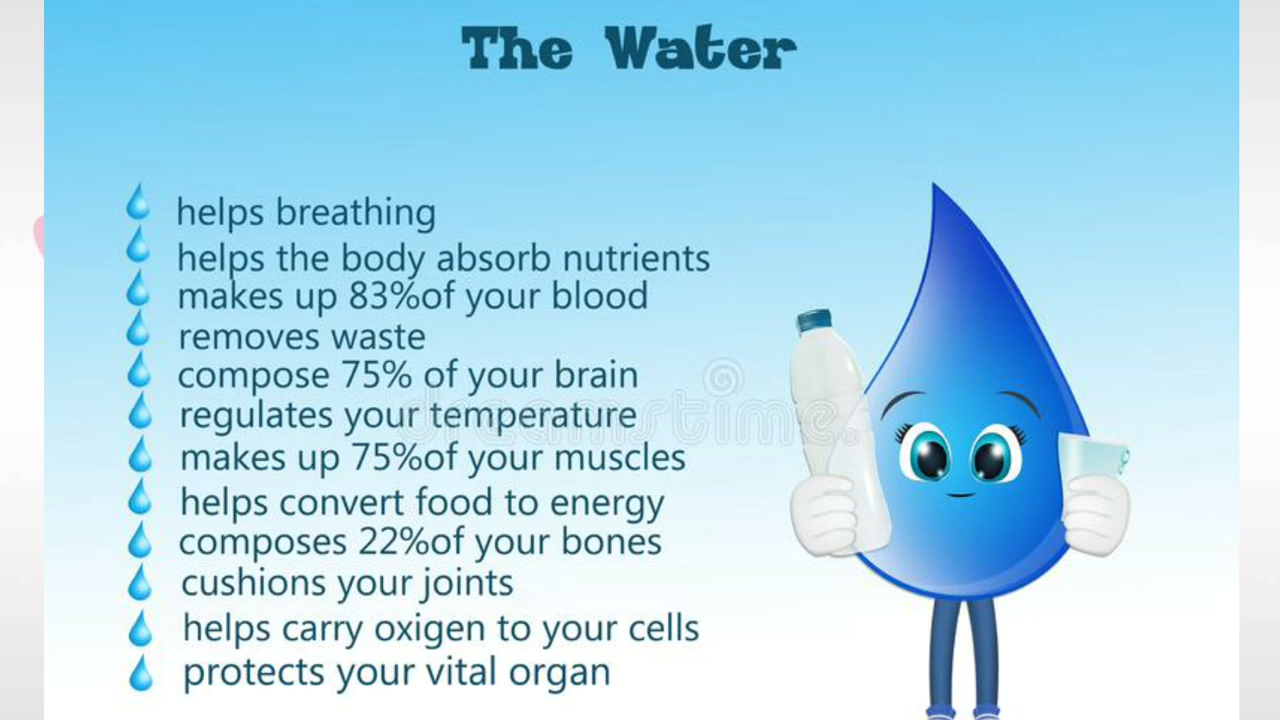 The Water
helps breathing
helps the body absorb nutrients
makes up 83%of your blood
removes waste
compose 75% of your brain
regulates your temperature
makes up 75%of your muscles
helps convert food to energy
composes 22%of your bones
cushions your joints
helps carry oxigen to your cells
protects your vital organ
dreamstime.